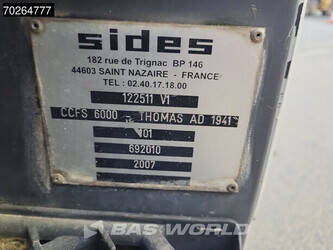 70264777
sides
182 rue de Trignac BP 146
44603 SAINT NAZAIRE - FRANCE
TEL : 02.40.17.18.00
122511 V1
CCFS 6000 - THOMAS AD 1941
101
692010
2007
BAS WORLD